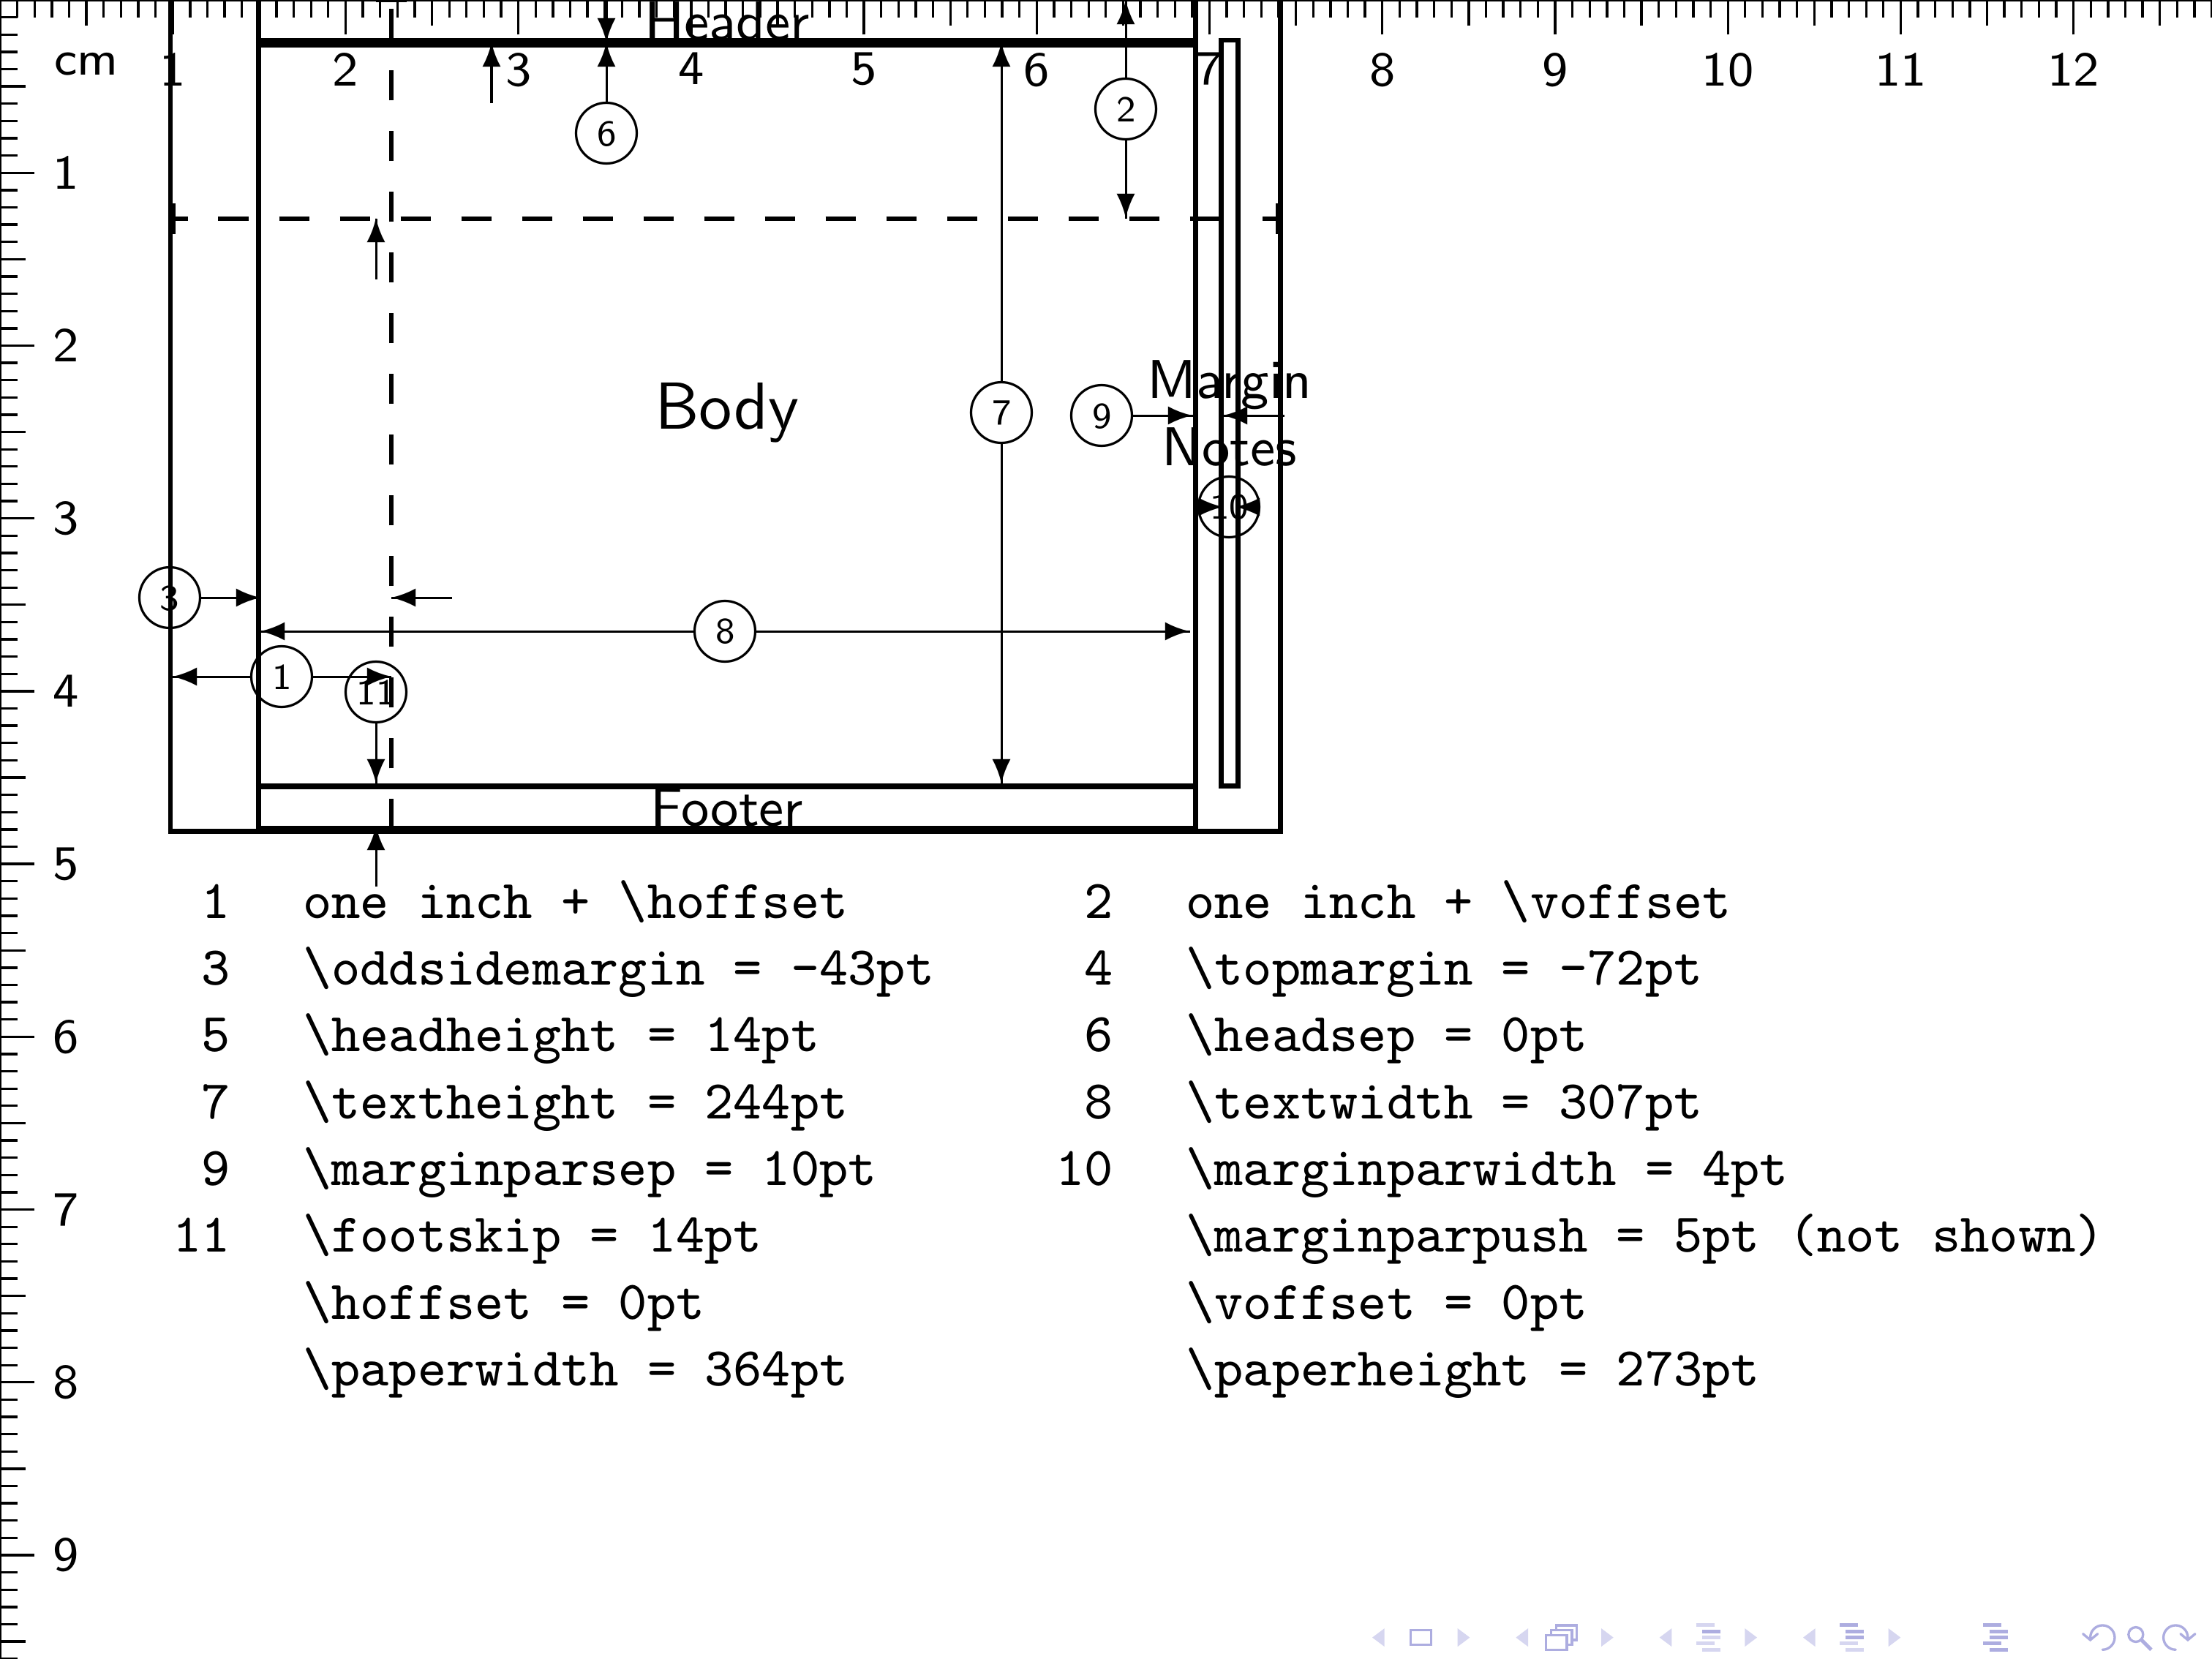 Header
cm 1 2 3 4 5 6 7 8 9 10 11 12
2
6
1
2
Margin
Body 7 9
Notes
3
10
3
8
1 11
4
Footer
5
1 one inch + \hoffset 2 one inch + \voffset
3 \oddsidemargin = -43pt 4 \topmargin = -72pt
5 \headheight = 14pt 6 \headsep = 0pt
6
7 \textheight = 244pt 8 \textwidth = 307pt
9 \marginparsep = 10pt 10 \marginparwidth = 4pt
7
11 \footskip = 14pt \marginparpush = 5pt (not shown)
\hoffset = 0pt \voffset = 0pt
8 \paperwidth = 364pt \paperheight = 273pt
9